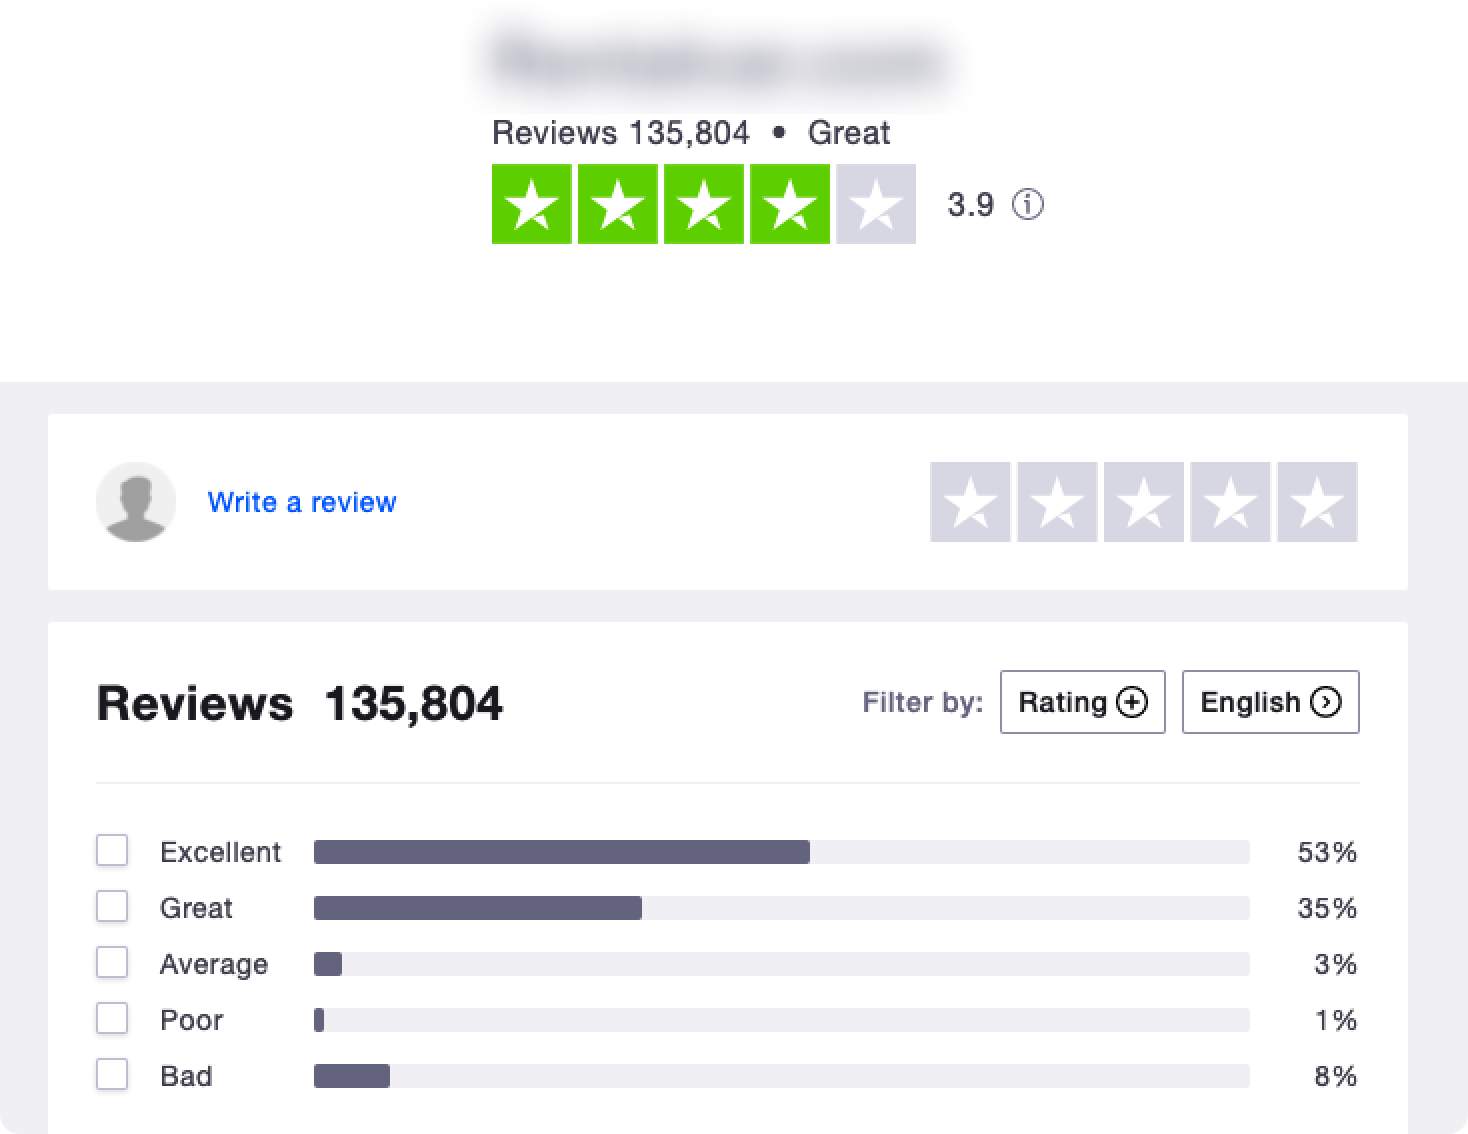 Reviews 135,804 • Great
3.9
Write a review
Reviews 135,804
Filter by: Rating English
Excellent 53%
Great 35%
Average 3%
Poor 1%
Bad 8%